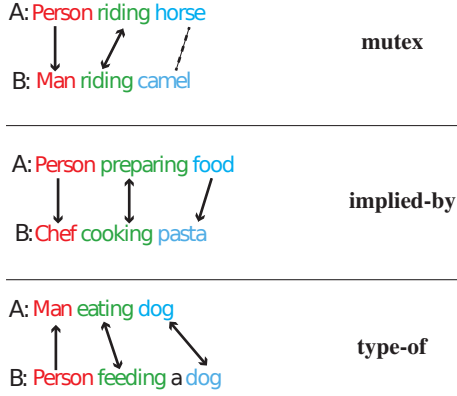 A: Person riding horse
mutex
B: Man riding camel
A: Person preparing food
implied-by
B: Chef cooking pasta
A: Man eating dog
type-of
B: Person feeding a dog